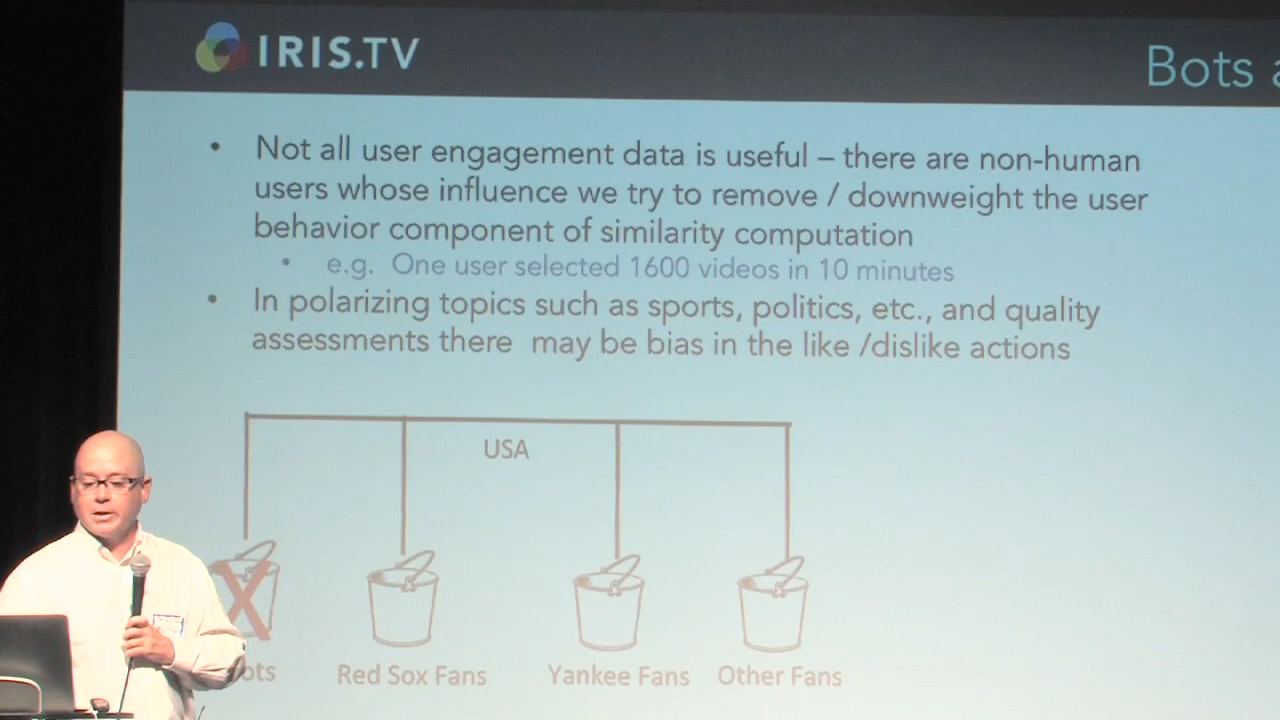 IRIS.TV
Bots
• Not all user engagement data is useful – there are non-human
users whose influence we try to remove / downweight the user
behavior component of similarity computation
• e.g. One user selected 1600 videos in 10 minutes
• In polarizing topics such as sports, politics, etc., and quality
assessments there may be bias in the like /dislike actions
USA
X
ots Red Sox Fans Yankee Fans Other Fans